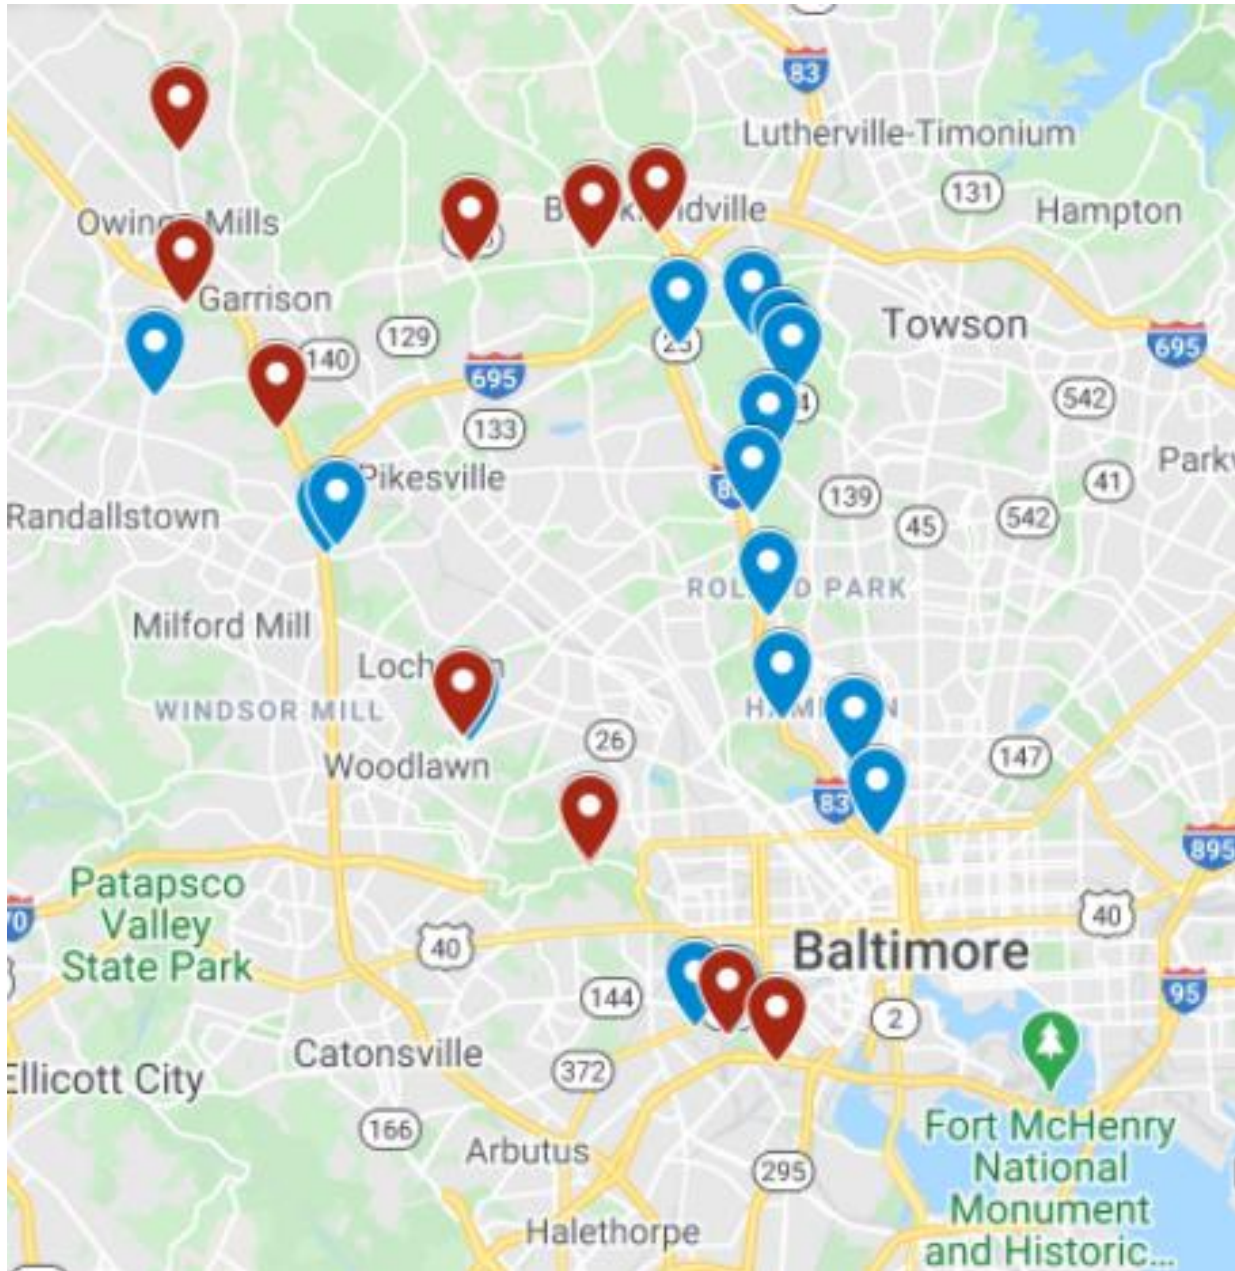 83
Lutherville-Timonium
131
Hampton
Garrison
129
140
Towson
695
695
542
133
Pikesville
Parkv
41
139
542
45
Randallstown
Milford Mill
WINDSOR MILL
26
Woodlawn
147
83
895
Patapsco
Valley
State Park
70
40
40
Baltimore
144
95
2
Catonsville
372
Ellicott City
166
Arbutus
295
Fort McHenry
National
Monument
and Historic...
Halethorpe